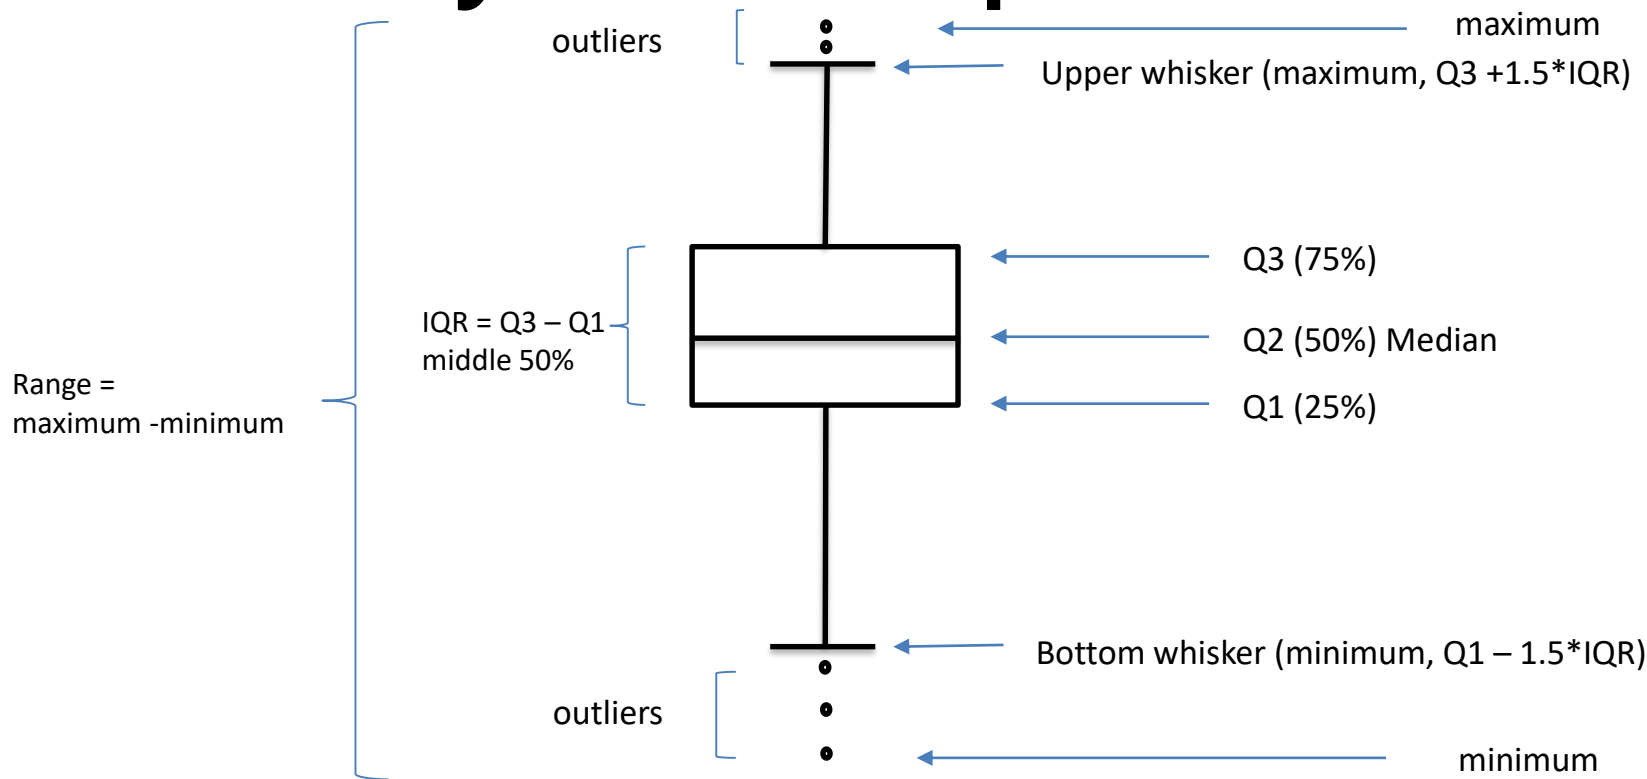 outliers
maximum
Upper whisker (maximum, Q3 +1.5*IQR)
Q3 (75%)
IQR = Q3 – Q1
middle 50%
Q2 (50%) Median
Range =
maximum -minimum
Q1 (25%)
Bottom whisker (minimum, Q1 – 1.5*IQR)
outliers
minimum